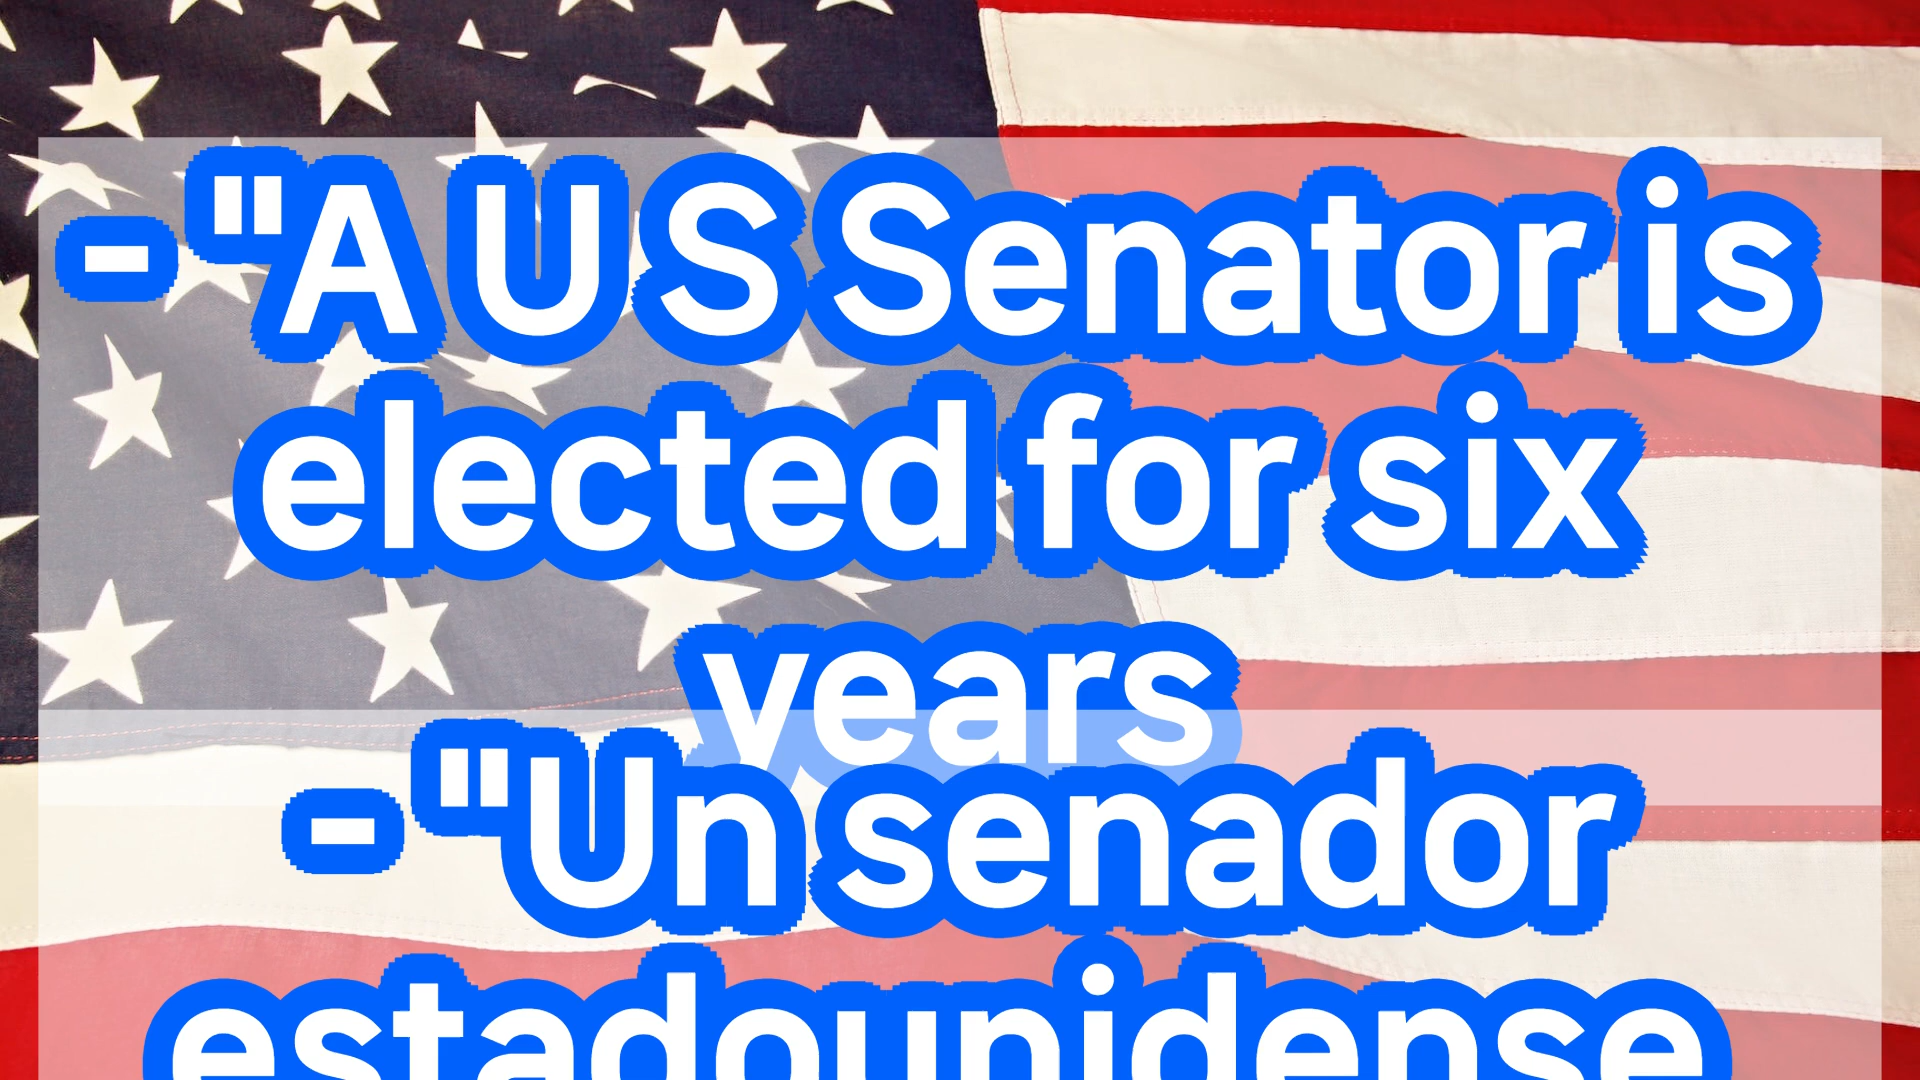 - "A U S Senator is
elected for six
years
- "Un senador
estadounidense